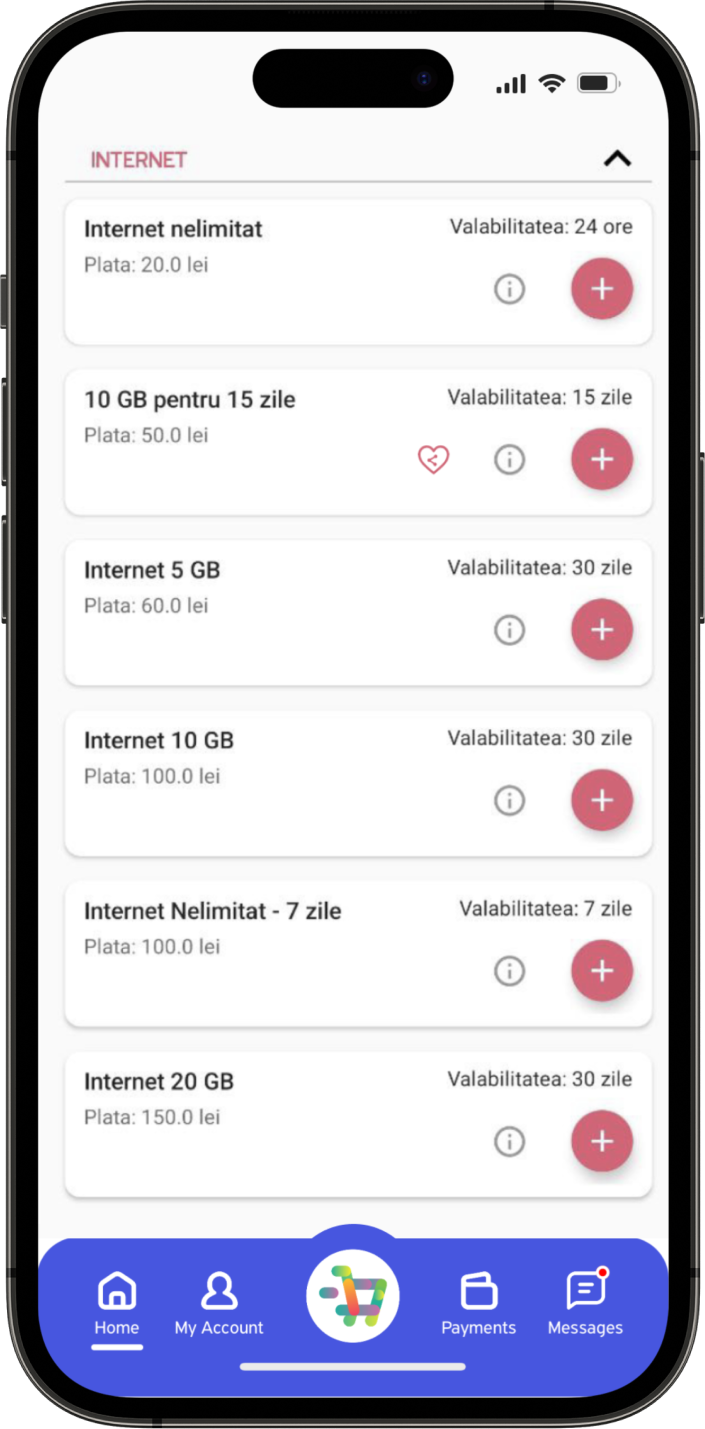 INTERNET
Internet nelimitat
Valabilitatea: 24 ore
Plata: 20.0 lei
10 GB pentru 15 zile
Valabilitatea: 15 zile
Plata: 50.0 lei
Internet 5 GB
Valabilitatea: 30 zile
Plata: 60.0 lei
Internet 10 GB
Valabilitatea: 30 zile
Plata: 100.0 lei
Internet Nelimitat - 7 zile
Valabilitatea: 7 zile
Plata: 100.0 lei
Internet 20 GB
Valabilitatea: 30 zile
Plata: 150.0 lei
Home
My Account
Payments
Messages